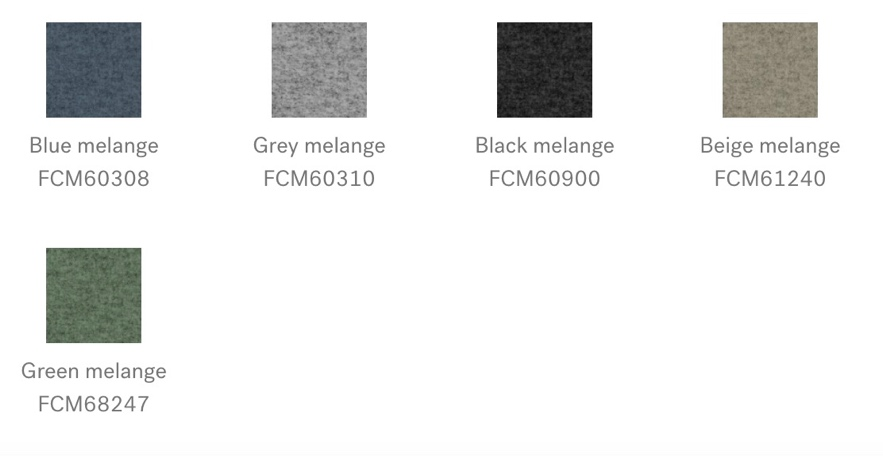 Blue melange
FCM60308
Grey melange
FCM60310
Black melange
FCM60900
Beige melange
FCM61240
Green melange
FCM68247